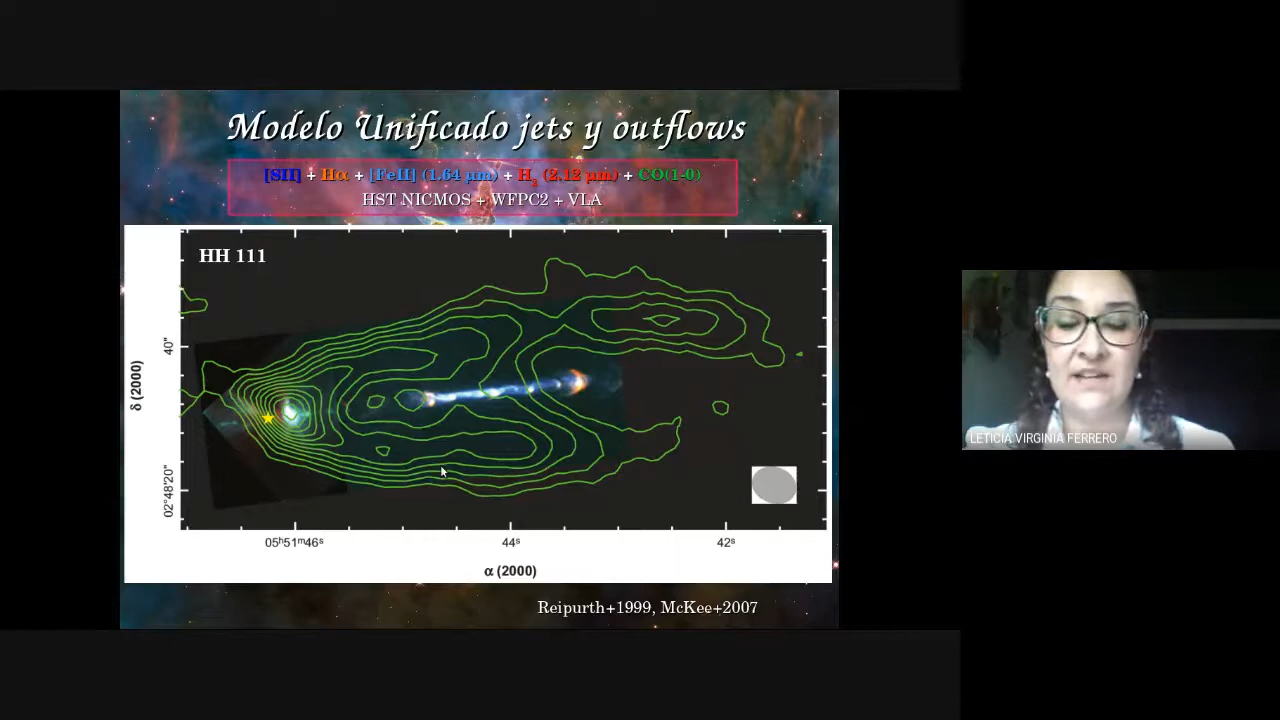 Modelo Unificado jets y outflows
[SII] + Hα + [FeII] (1.64 μm) + H₂ (2.12 μm) + CO(1-0)
HST NICMOS + WFPC2 + VLA
HH 111
δ (2000)
40"
02°48'20"
05ʰ51ᵐ46ˢ
44ˢ
42ˢ
α (2000)
Reipurth+1999, McKee+2007
LETICIA VIRGINIA FERRERO